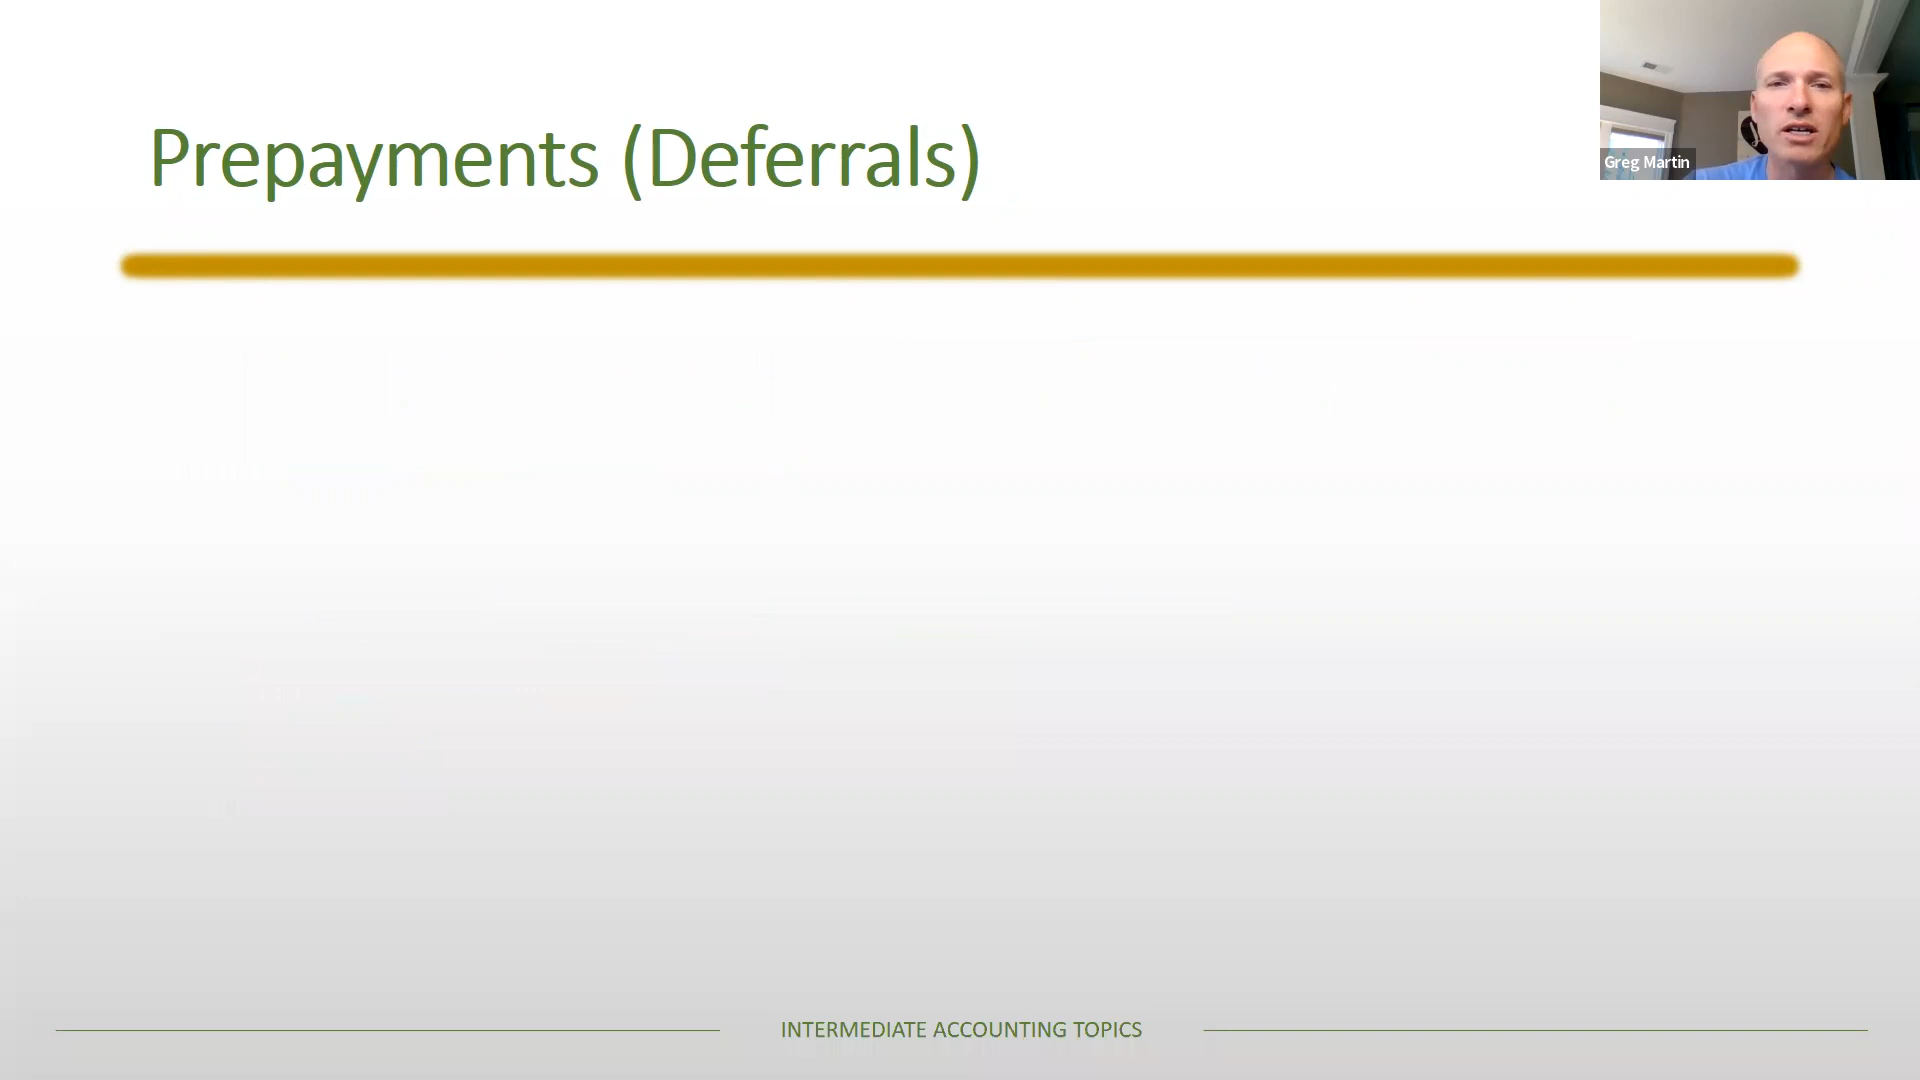 Prepayments (Deferrals)
Greg Martin
INTERMEDIATE ACCOUNTING TOPICS